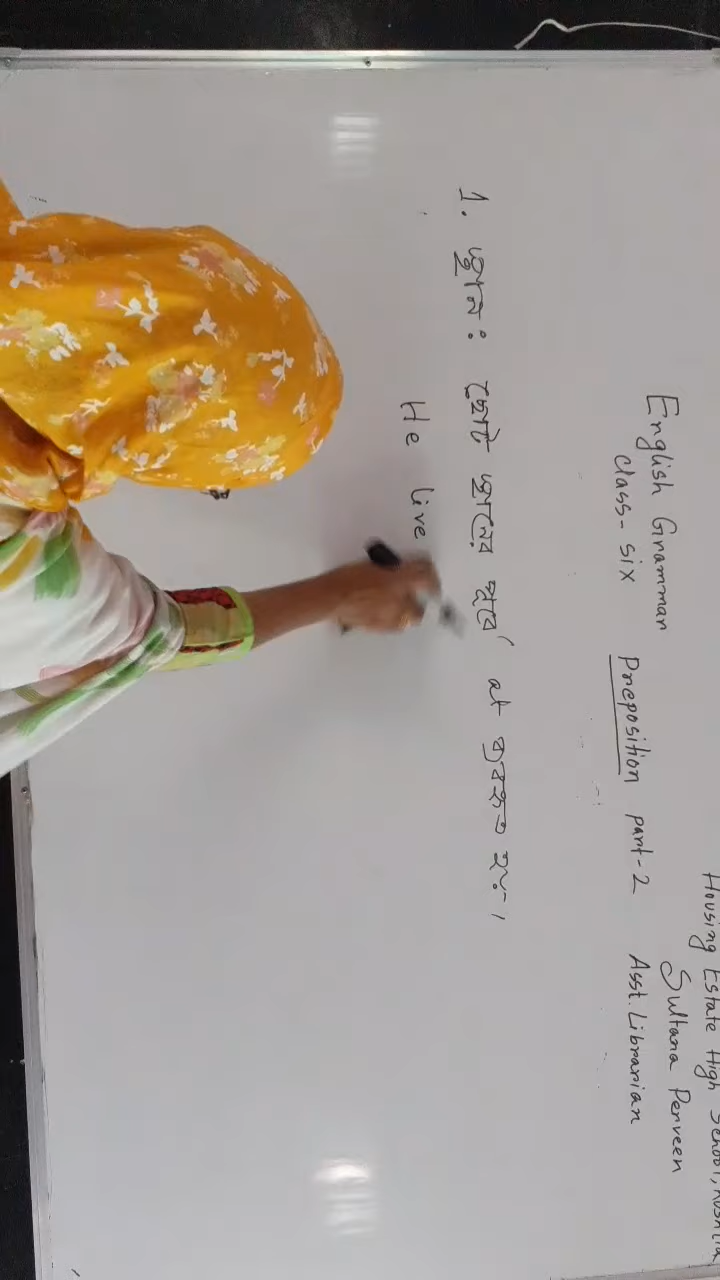 Housing Estate High School, Kushtia
Sultana Perveen
English Grammar
class- six Preposition part-2 Asst. Librarian
1. স্থান: ছোট স্থানের পূর্বে at ব্যবহৃত হয়।
He live